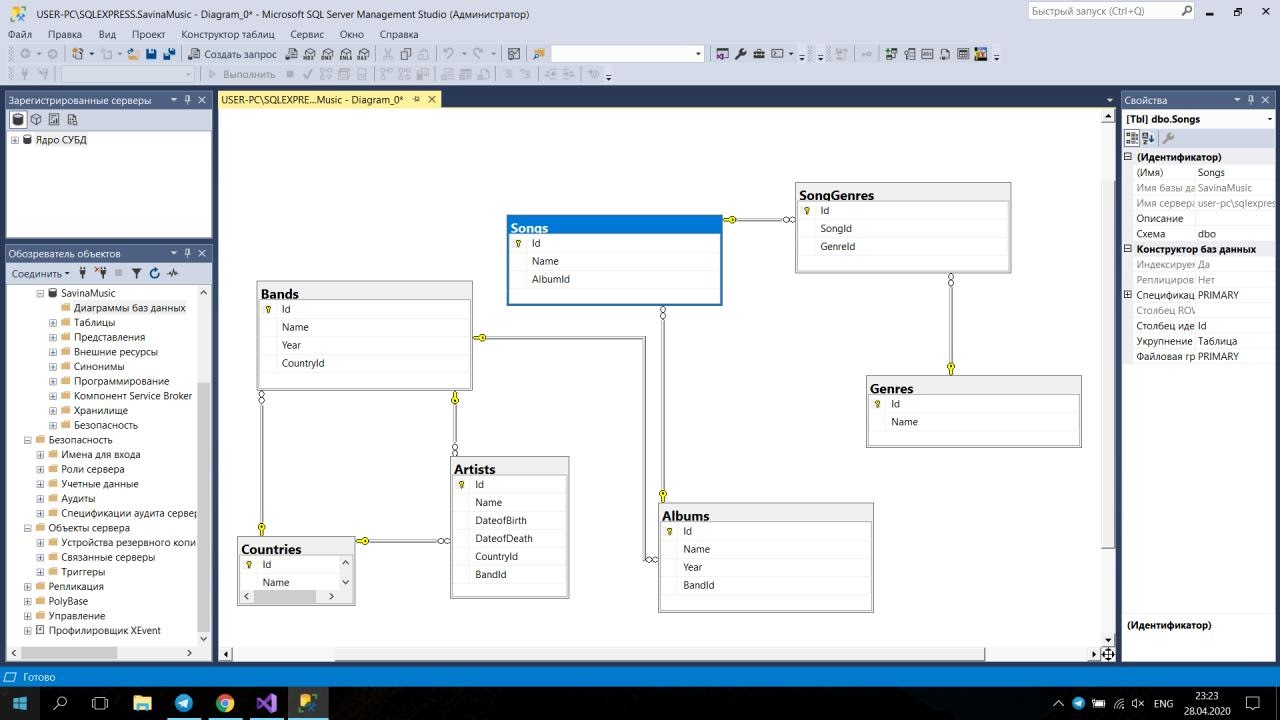 USER-PC\SQLEXPRESS.SavinaMusic - Diagram_0* - Microsoft SQL Server Management Studio (Администратор)
Быстрый запуск (Ctrl+Q)
Файл Правка Вид Проект Конструктор таблиц Сервис Окно Справка
Создать запрос
Выполнить
Зарегистрированные серверы
Ядро СУБД
Обозреватель объектов
Соединить
SavinaMusic
Диаграммы баз данных
Таблицы
Представления
Внешние ресурсы
Синонимы
Программирование
Компонент Service Broker
Хранилище
Безопасность
Безопасность
Имена для входа
Роли сервера
Учетные данные
Аудиты
Спецификации аудита сервер
Объекты сервера
Устройства резервного копи
Связанные серверы
Триггеры
Репликация
PolyBase
Управление
Профилировщик XEvent
USER-PC\SQLEXPRE...Music - Diagram_0*
Songs
Id
Name
AlbumId
SongGenres
Id
SongId
GenreId
Bands
Id
Name
Year
CountryId
Genres
Id
Name
Artists
Id
Name
DateofBirth
DateofDeath
CountryId
BandId
Albums
Id
Name
Year
BandId
Countries
Id
Name
Свойства
[Tbl] dbo.Songs
(Идентификатор)
(Имя) Songs
Имя базы да SavinaMusic
Имя сервера user-pc\sqlexpres
Описание
Схема dbo
Конструктор баз данных
Индексируем Да
Реплициров Нет
Спецификац PRIMARY
Столбец ROV
Столбец иде Id
Укрупнение Таблица
Файловая гр PRIMARY
(Идентификатор)
Готово
ENG
23:23
28.04.2020